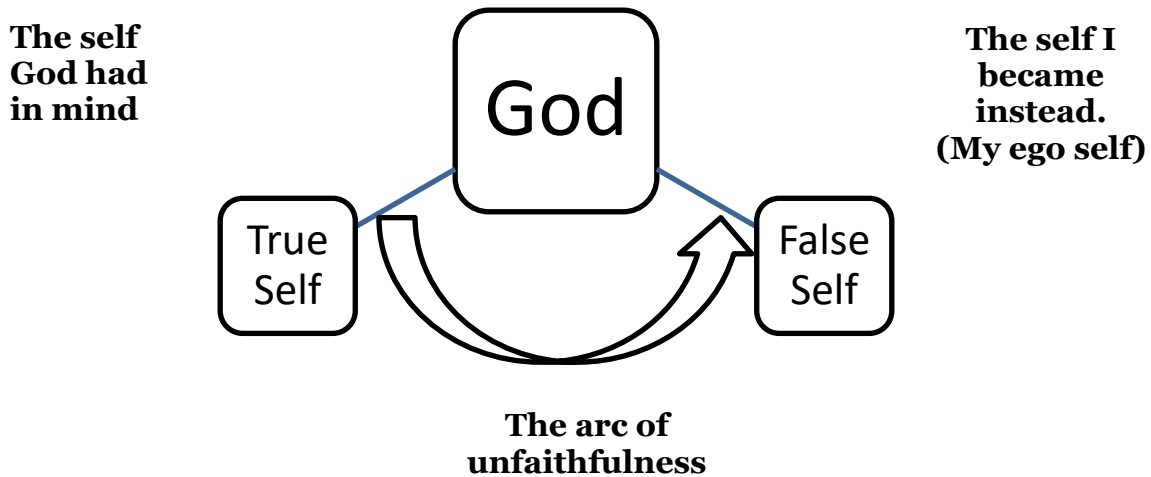 The self
God had
in mind
God
The self I
became
instead.
(My ego self)
True
Self
False
Self
The arc of
unfaithfulness